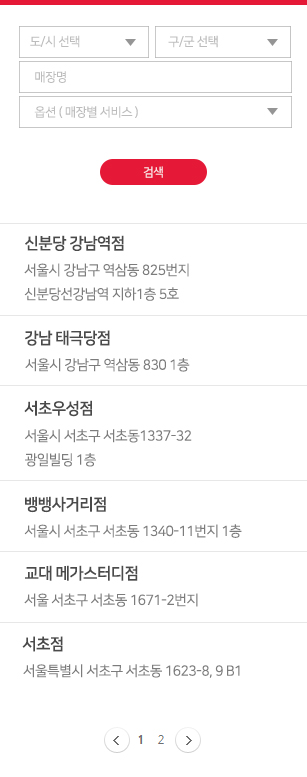 도/시 선택 구/군 선택
매장명
옵션 ( 매장별 서비스 )
검색
신분당 강남역점
서울시 강남구 역삼동 825번지
신분당선강남역 지하1층 5호
강남 태극당점
서울시 강남구 역삼동 830 1층
서초우성점
서울시 서초구 서초동1337-32
광일빌딩 1층
뱅뱅사거리점
서울시 서초구 서초동 1340-11번지 1층
교대 메가스터디점
서울 서초구 서초동 1671-2번지
서초점
서울특별시 서초구 서초동 1623-8, 9 B1
1 2